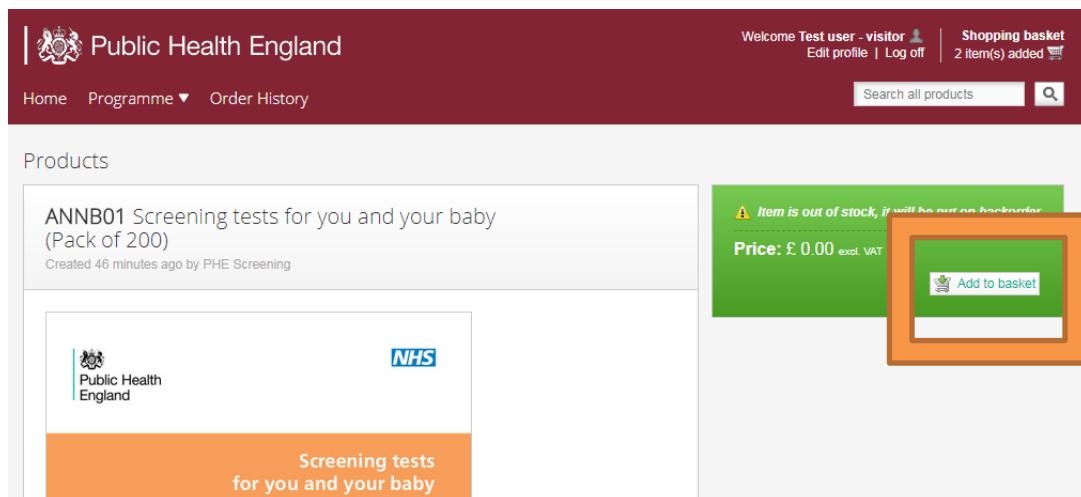 Public Health England
Welcome Test user - visitor
Edit profile | Log off
Shopping basket
2 item(s) added
Home Programme ▼ Order History
Search all products
Products
ANNB01 Screening tests for you and your baby
(Pack of 200)
Created 46 minutes ago by PHE Screening
Item is out of stock, it will be put on backorder
Price: £ 0.00 excl. VAT
Add to basket
Public Health
England
NHS
Screening tests
for you and your baby